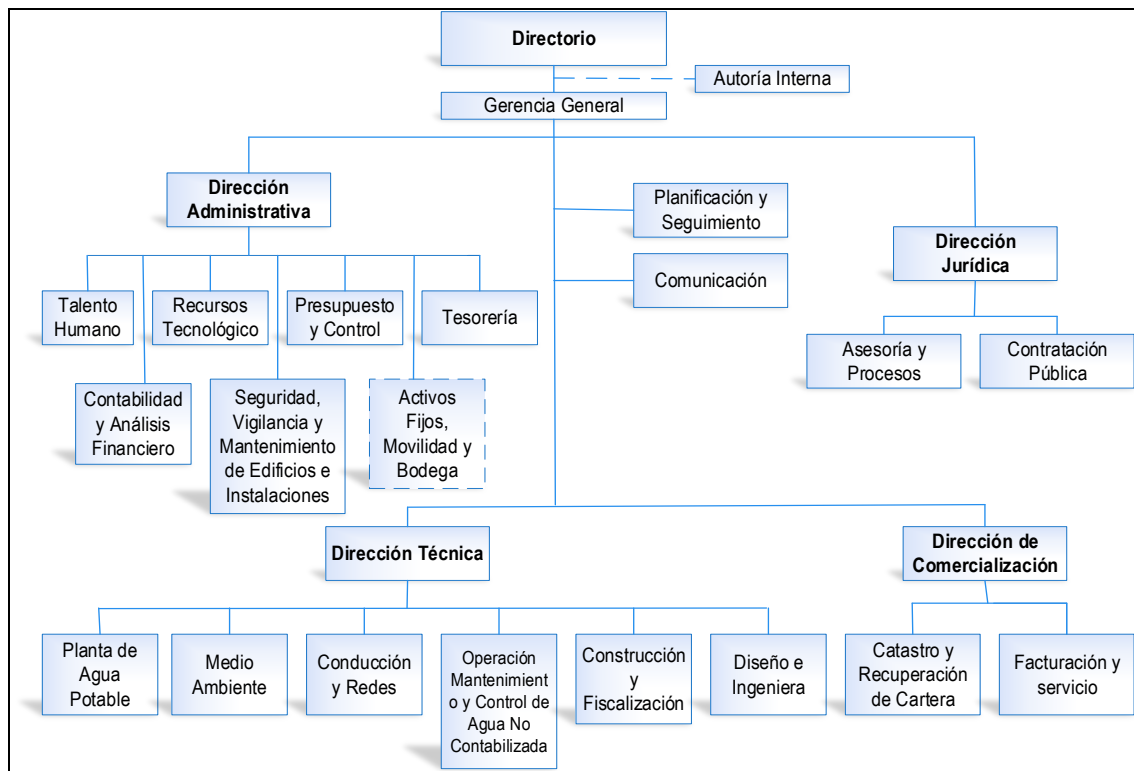 Directorio
Autoría Interna
Gerencia General
Dirección
Administrativa
Planificación y
Seguimiento
Dirección
Jurídica
Comunicación
Talento
Humano
Recursos
Tecnológico
Presupuesto
y Control
Tesorería
Asesoría y
Procesos
Contratación
Pública
Contabilidad
y Análisis
Financiero
Seguridad,
Vigilancia y
Mantenimiento
de Edificios e
Instalaciones
Activos
Fijos,
Movilidad y
Bodega
Dirección Técnica
Dirección de
Comercialización
Planta de
Agua
Potable
Medio
Ambiente
Conducción
y Redes
Operación
Mantenimient
o y Control de
Agua No
Contabilizada
Construcción
y
Fiscalización
Diseño e
Ingeniera
Catastro y
Recuperación
de Cartera
Facturación y
servicio